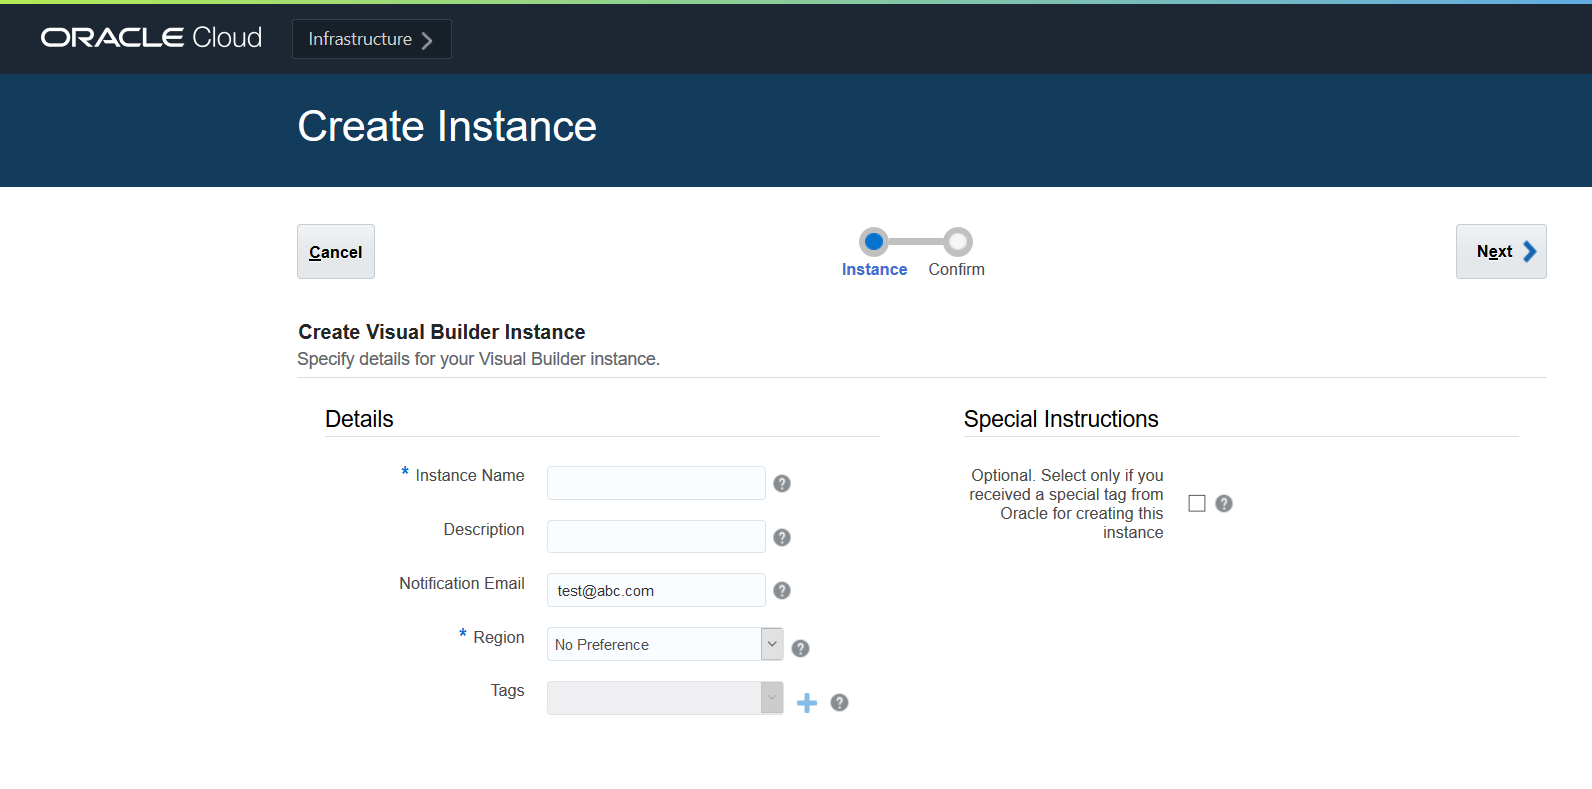 ORACLE Cloud
Infrastructure
Create Instance
Cancel
Instance
Confirm
Next
Create Visual Builder Instance
Specify details for your Visual Builder instance.
Details
* Instance Name
?
Description
?
Notification Email
test@abc.com
?
* Region
No Preference
?
Tags
?
Special Instructions
Optional. Select only if you
received a special tag from
Oracle for creating this
instance
?